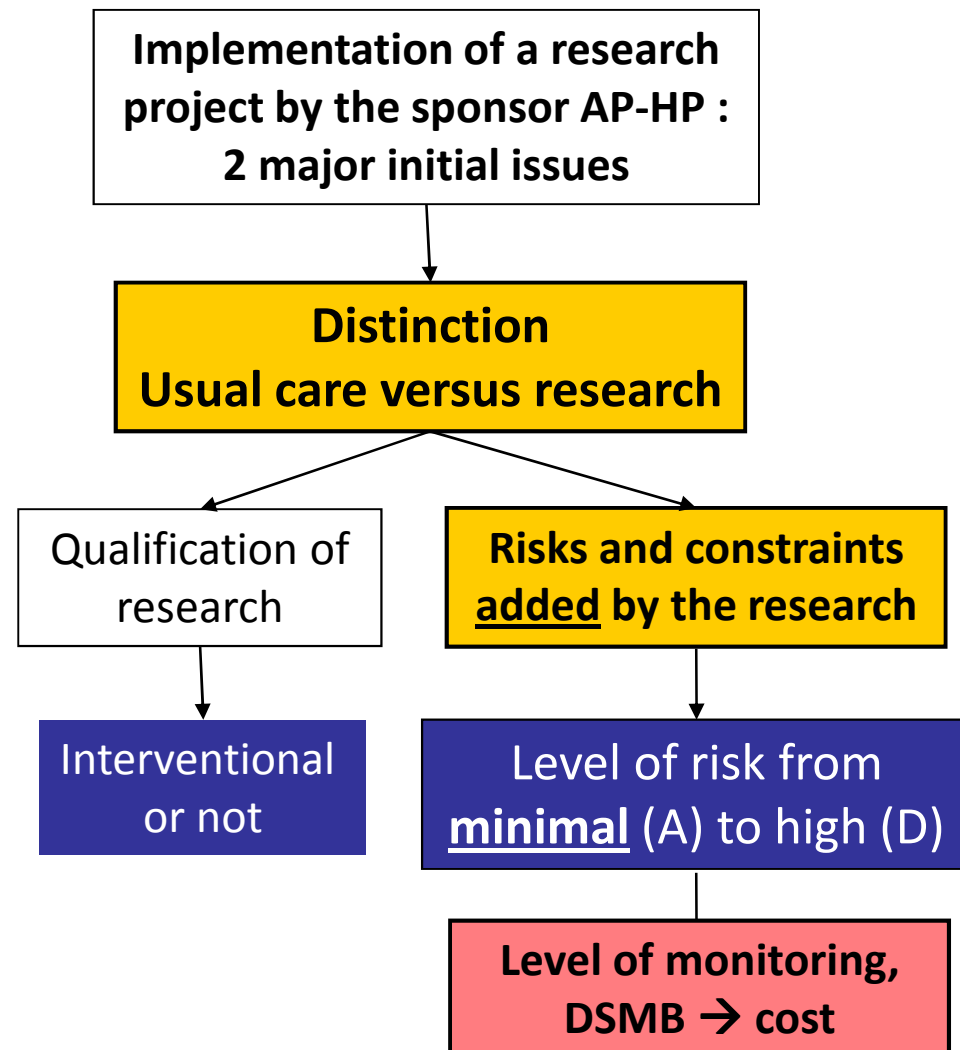 Implementation of a research
project by the sponsor AP-HP :
2 major initial issues
Distinction
Usual care versus research
Qualification of
research
Risks and constraints
added by the research
Interventional
or not
Level of risk from
minimal (A) to high (D)
Level of monitoring,
DSMB → cost